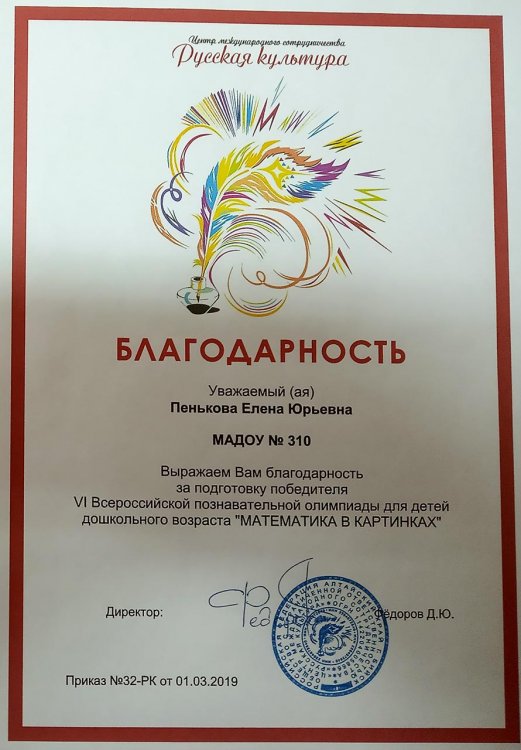 Центр международного сотрудничества
Русская культура
БЛАГОДАРНОСТЬ
Уважаемый (ая)
Пенькова Елена Юрьевна
МАДОУ № 310
Выражаем Вам благодарность
за подготовку победителя
VI Всероссийской познавательной олимпиады для детей
дошкольного возраста "МАТЕМАТИКА В КАРТИНКАХ"
Директор:
Фёдоров Д.Ю.
Приказ №32-РК от 01.03.2019